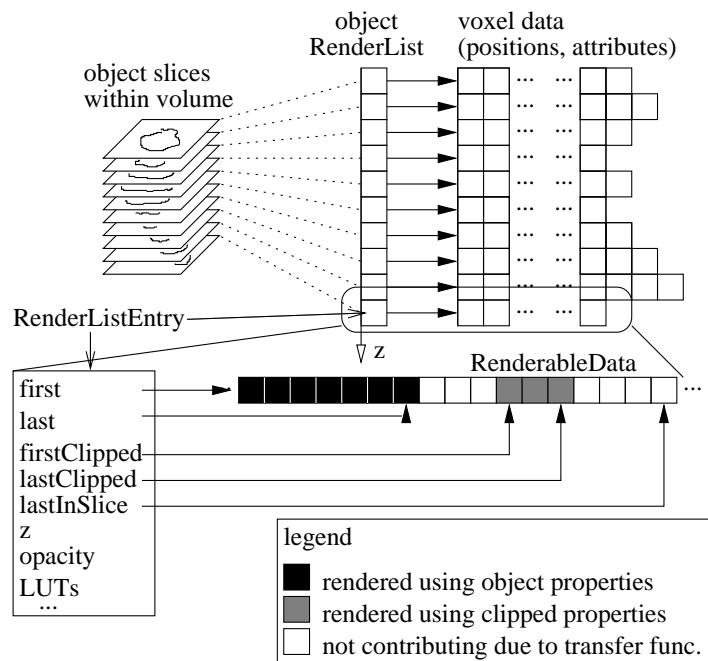 object
RenderList
voxel data
(positions, attributes)
object slices
within volume
... ...
... ...
... ...
... ...
... ...
... ...
... ...
... ...
... ...
... ...
RenderListEntry
z
RenderableData
first
last
firstClipped
lastClipped
lastInSlice
z
opacity
LUTs
...
...
legend
rendered using object properties
rendered using clipped properties
not contributing due to transfer func.